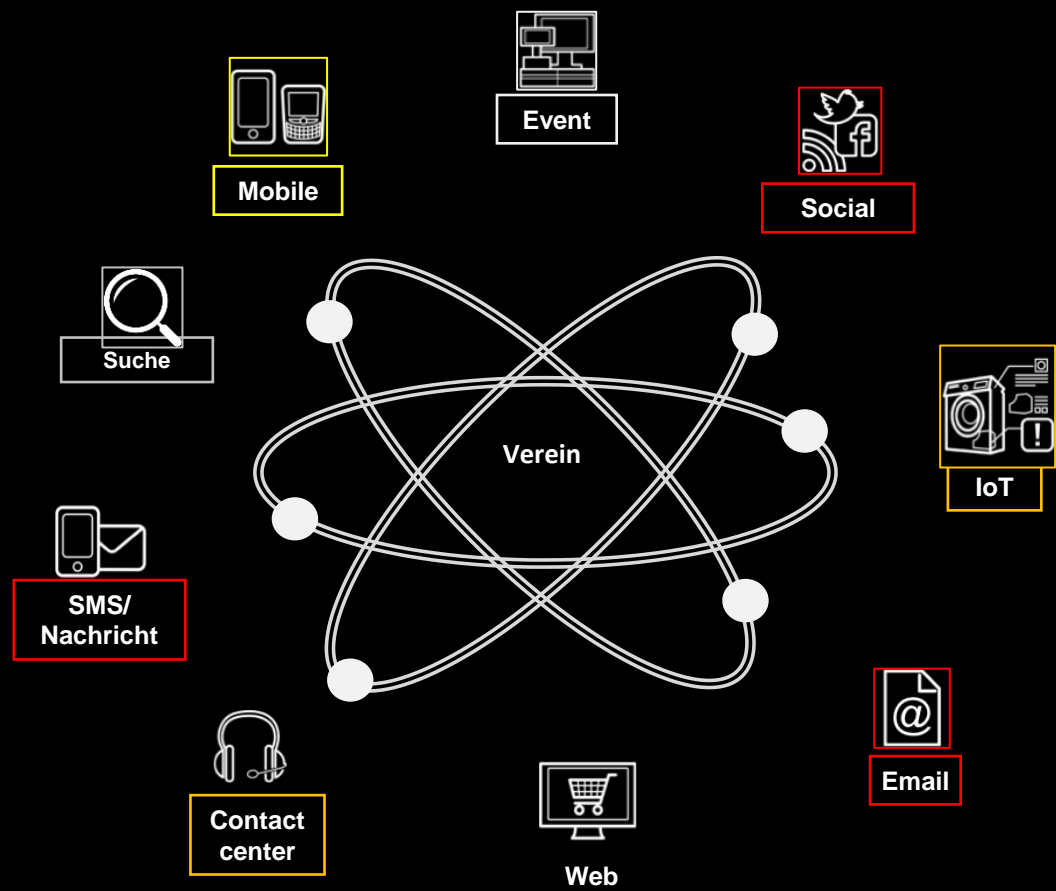 Event
Mobile
Social
Suche
Verein
IoT
SMS/
Nachricht
Email
Contact
center
Web